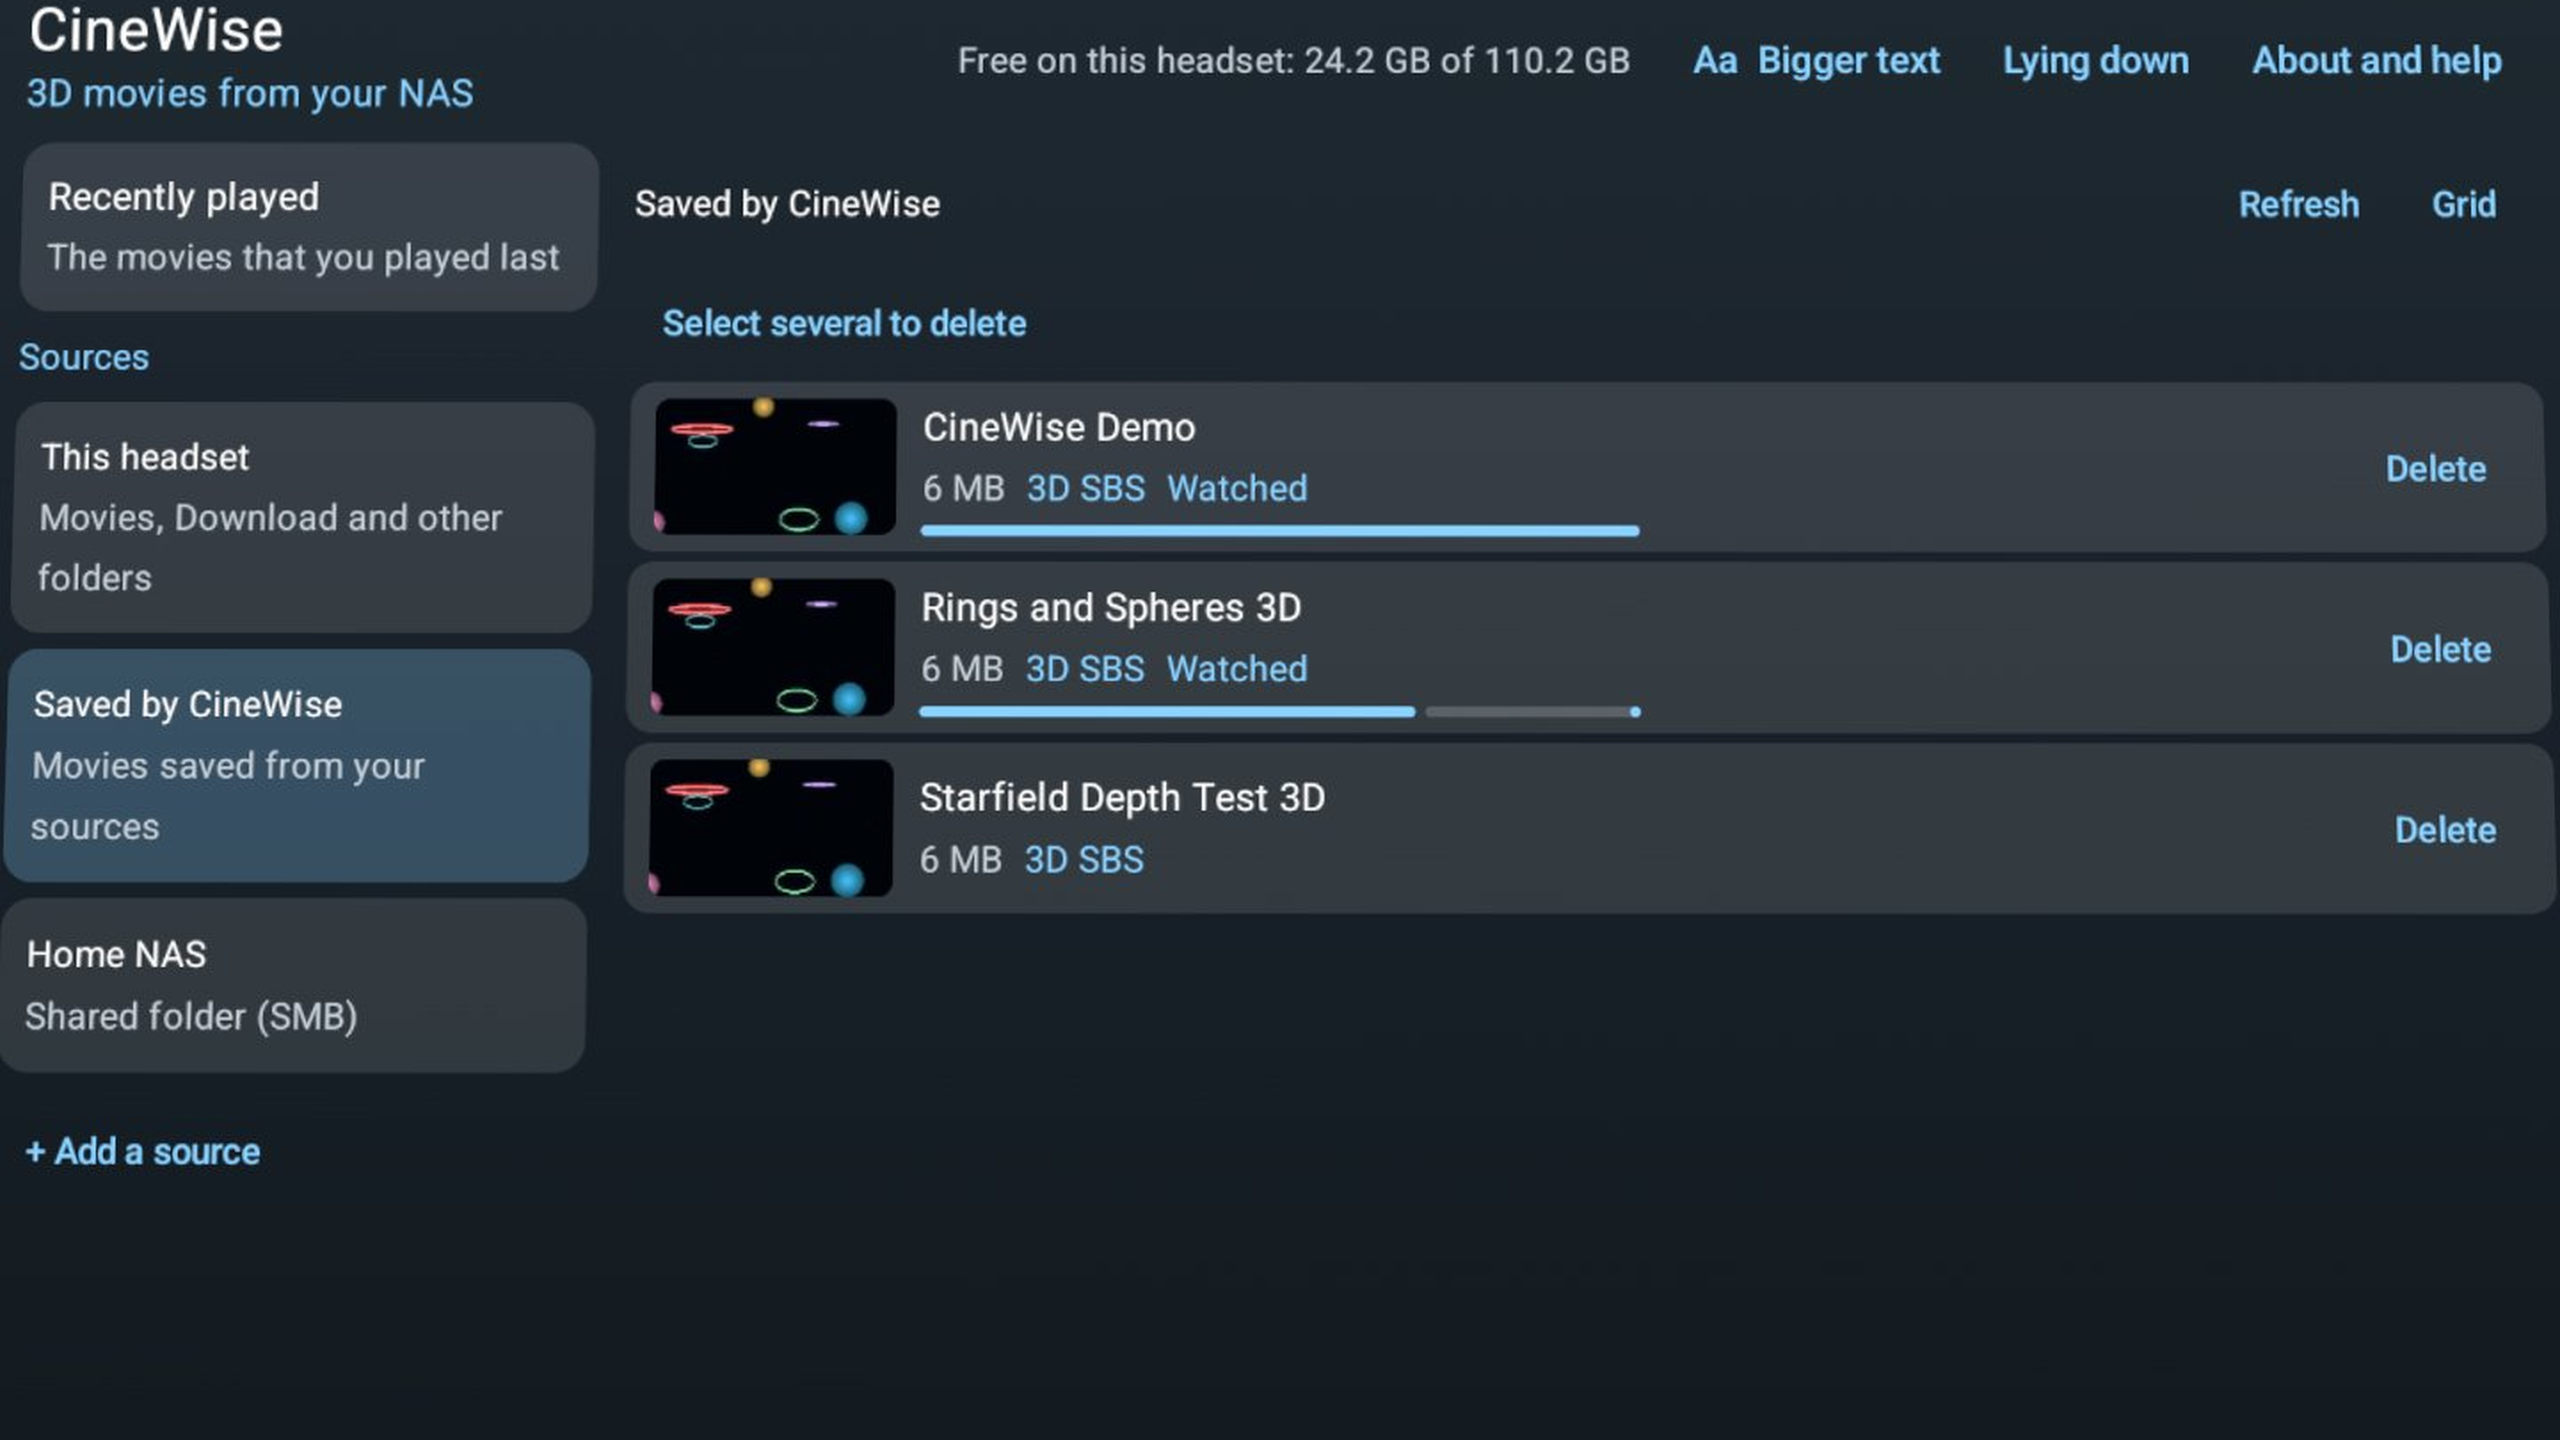 CineWise
3D movies from your NAS
Free on this headset: 24.2 GB of 110.2 GB
Aa Bigger text
Lying down
About and help
Recently played
The movies that you played last
Sources
This headset
Movies, Download and other
folders
Saved by CineWise
Movies saved from your
sources
Home NAS
Shared folder (SMB)
+ Add a source
Saved by CineWise
Refresh
Grid
Select several to delete
CineWise Demo
6 MB 3D SBS Watched
Delete
Rings and Spheres 3D
6 MB 3D SBS Watched
Delete
Starfield Depth Test 3D
6 MB 3D SBS
Delete